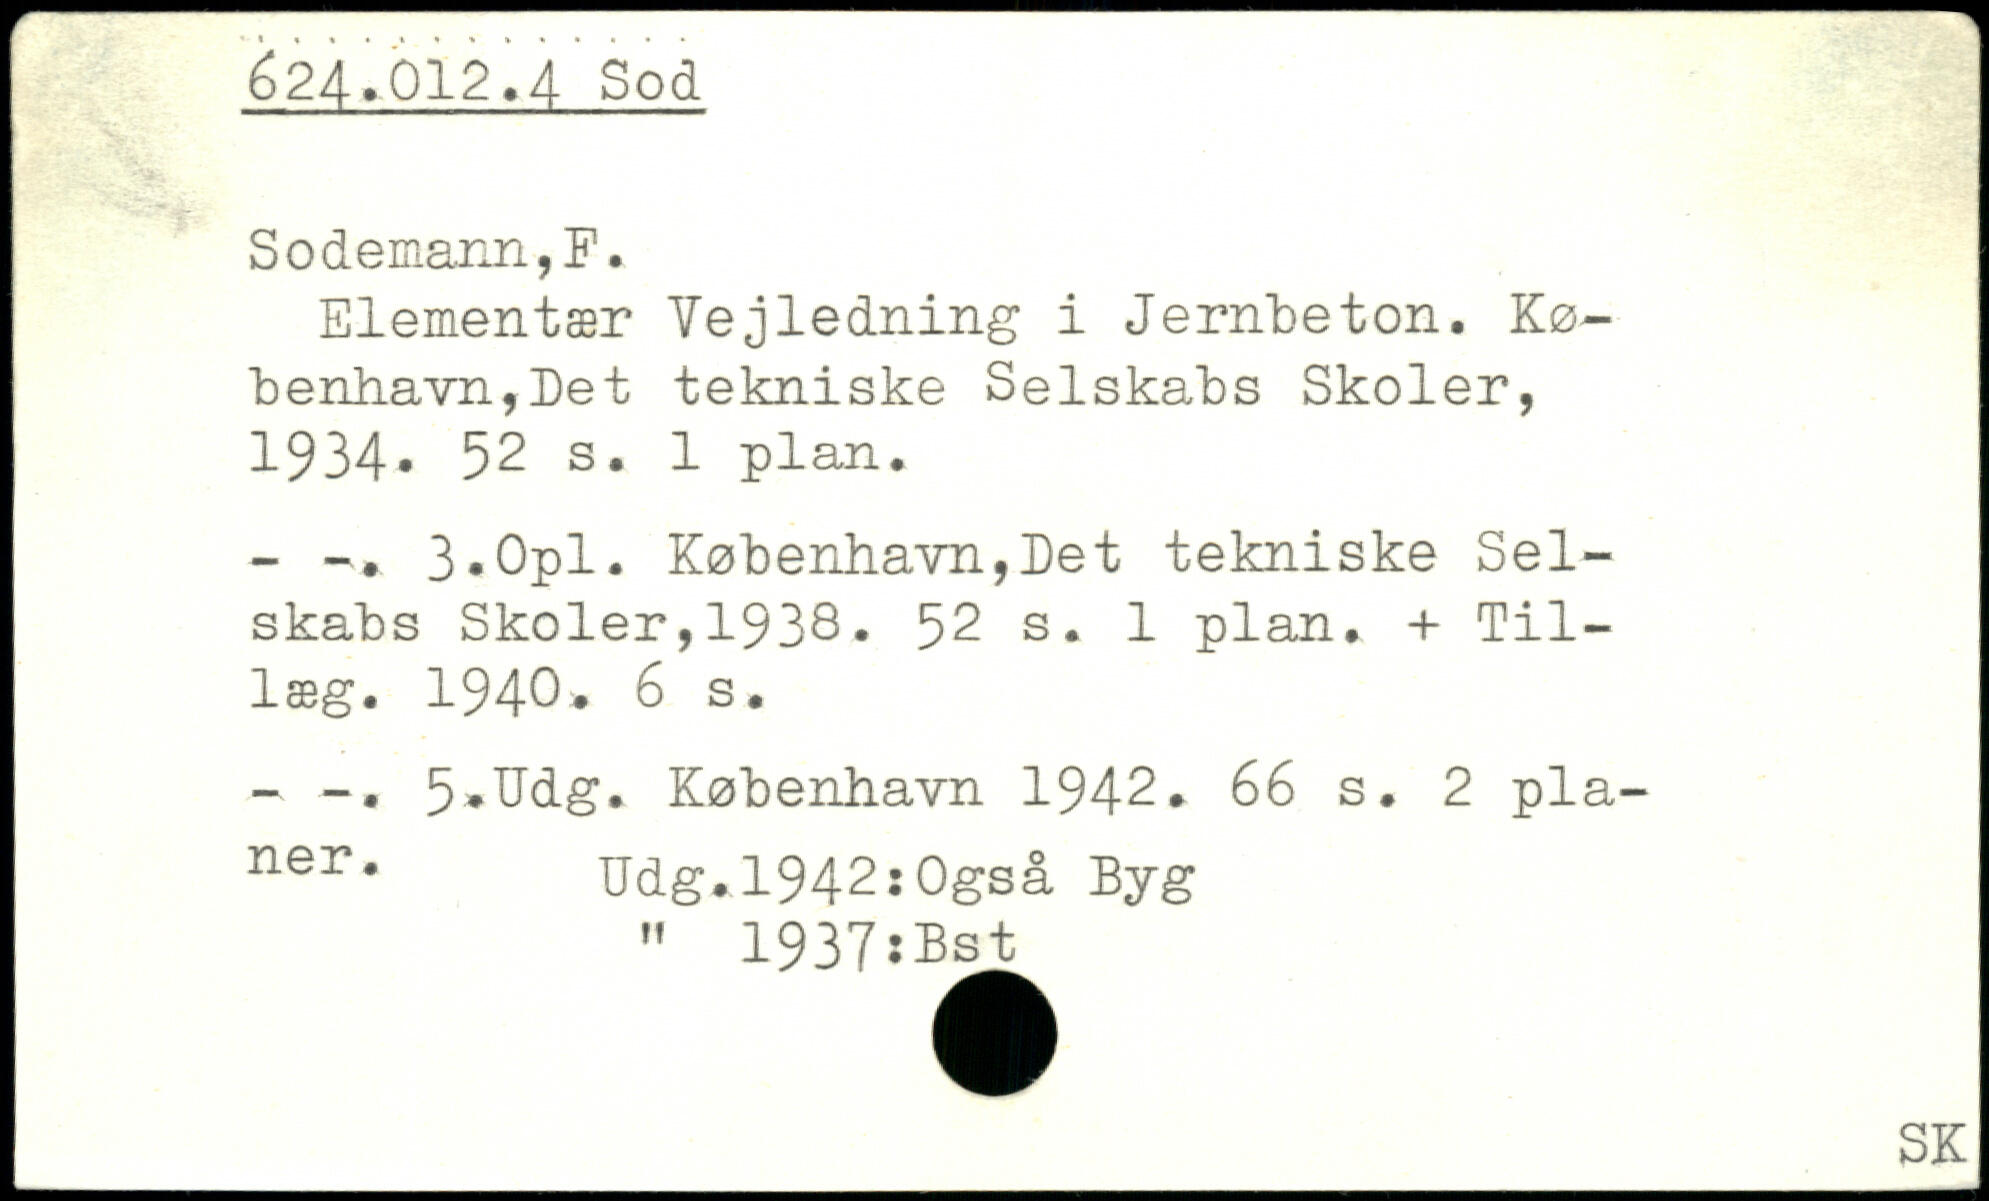 624.012.4 Sod
Sodemann,F.
Elementær Vejledning i Jernbeton. Kø-
benhavn,Det tekniske Selskabs Skoler,
1934. 52 s. 1 plan.
- -. 3.Opl. København,Det tekniske Sel-
skabs Skoler,1938. 52 s. 1 plan. + Til-
læg. 1940. 6 s.
- -. 5.Udg. København 1942. 66 s. 2 pla-
ner.
Udg.1942:Også Byg
" 1937:Bst
SK